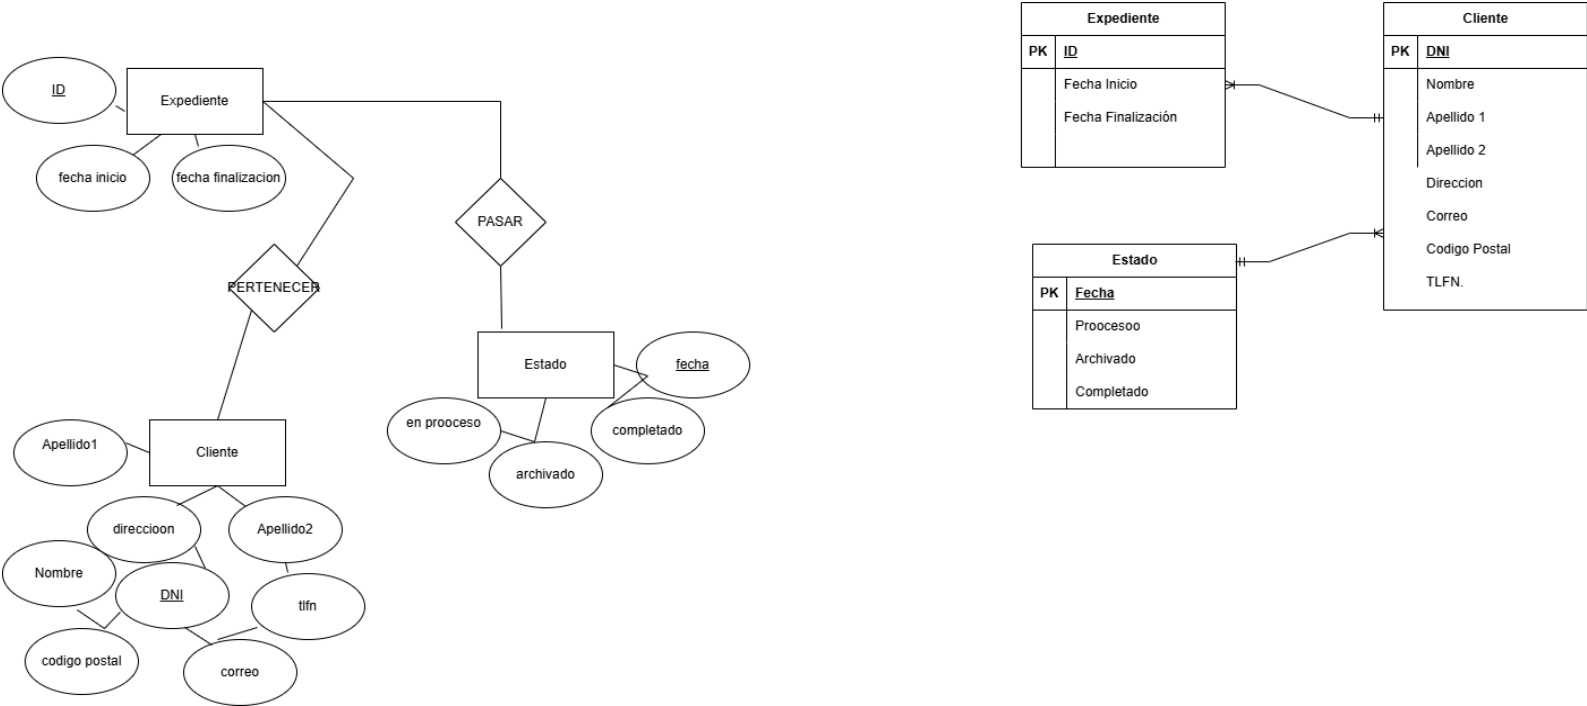 ID
Expediente
fecha inicio
fecha finalizacion
PASAR
PERTENECER
Estado
fecha
en prooceso
completado
archivado
Apellido1
Cliente
direccioon
Apellido2
Nombre
DNI
tlfn
codigo postal
correo
Expediente
PK ID
Fecha Inicio
Fecha Finalización
Cliente
PK DNI
Nombre
Apellido 1
Apellido 2
Direccion
Correo
Codigo Postal
TLFN.
Estado
PK Fecha
Proocesoo
Archivado
Completado